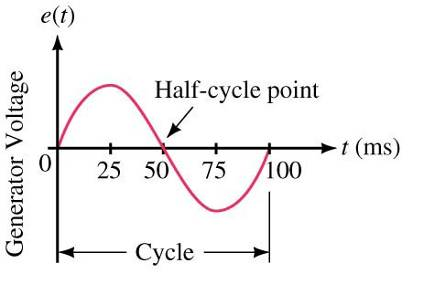 e(t)
Generator Voltage
Half-cycle point
0
25 50 75 100
t (ms)
Cycle